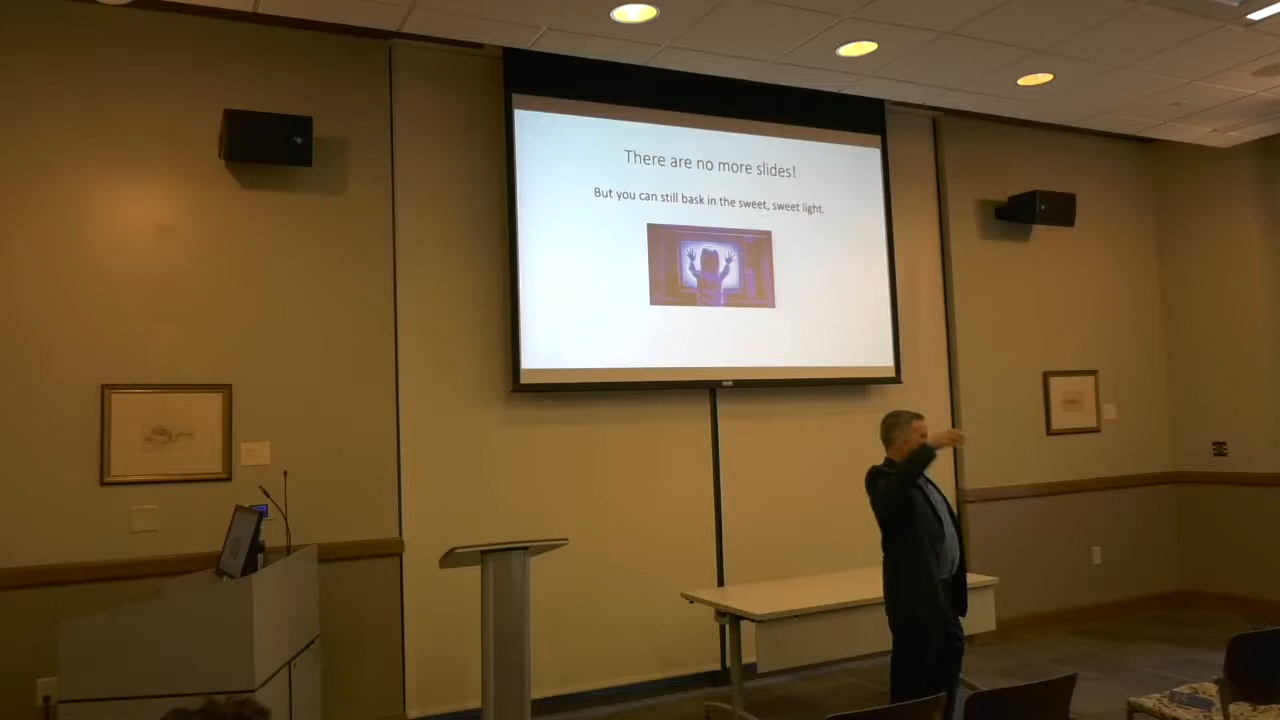 There are no more slides!
But you can still bask in the sweet, sweet light.